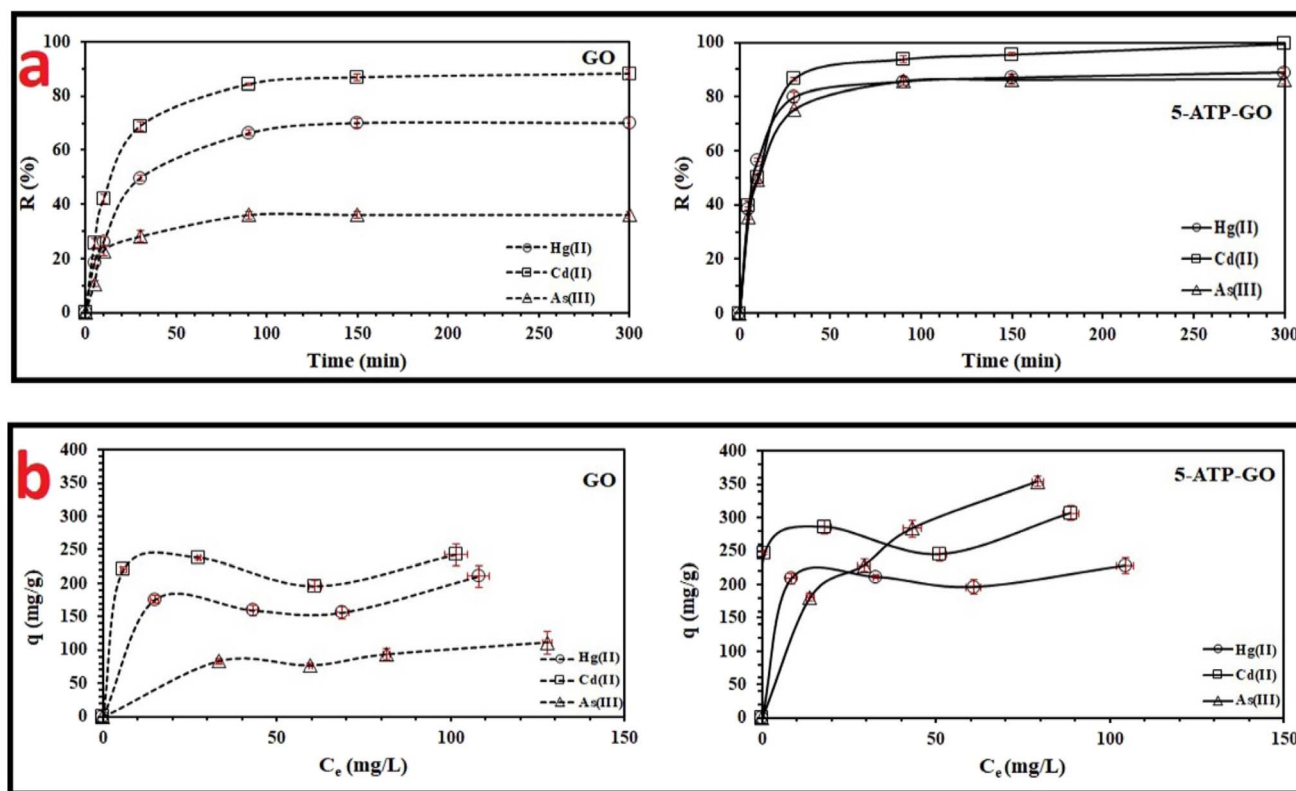 a
GO
100
80
60
40
20
0
R (%)
Hg(II)
Cd(II)
As(III)
0 50 100 150 200 250 300
Time (min)
5-ATP-GO
100
80
60
40
20
0
R (%)
Hg(II)
Cd(II)
As(III)
0 50 100 150 200 250 300
Time (min)
b
GO
400
350
300
250
200
150
100
50
0
q (mg/g)
Hg(II)
Cd(II)
As(III)
0 50 100 150
Ce (mg/L)
5-ATP-GO
400
350
300
250
200
150
100
50
0
q (mg/g)
Hg(II)
Cd(II)
As(III)
0 50 100 150
Ce (mg/L)